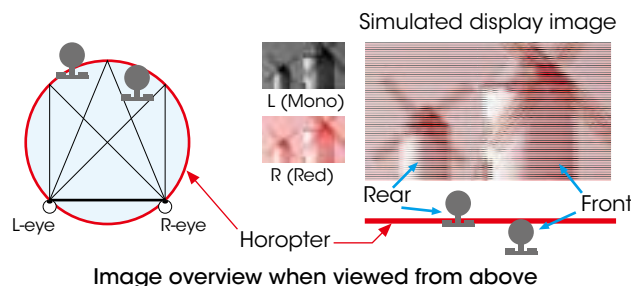 Simulated display image
L (Mono)
R (Red)
L-eye
R-eye
Horopter
Rear
Front
Image overview when viewed from above